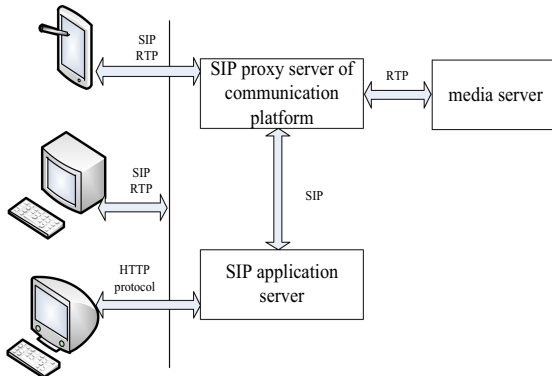 SIP
RTP
SIP proxy server of
communication
platform
RTP
media server
SIP
RTP
SIP
HTTP
protocol
SIP application
server